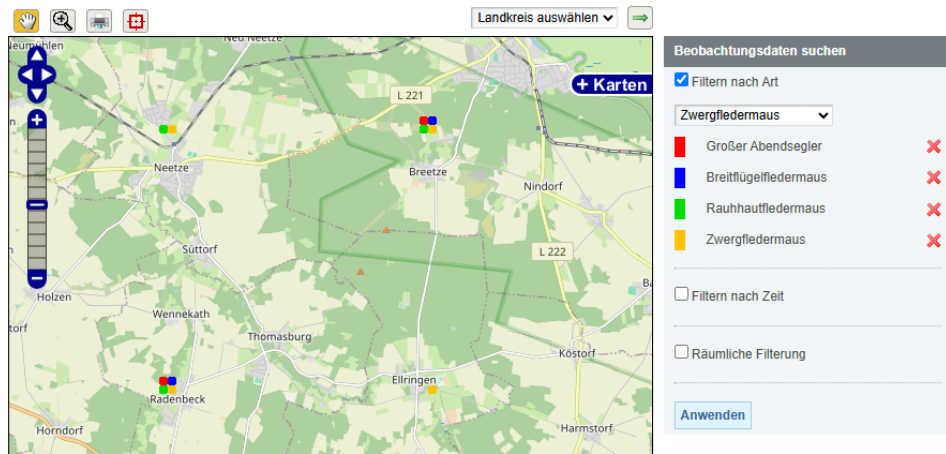 Landkreis auswählen
Neumühlen
Neu Neetze
+ Karten
L 221
Neetze
Breetze
Nindorf
Süttorf
L 222
Holzen
Wennekath
Thomasburg
Köstorf
Ellringen
Radenbeck
Horndorf
Harmstorf
Beobachtungsdaten suchen
Filtern nach Art
Zwergfledermaus
Großer Abendsegler
Breitflügelfledermaus
Rauhhautfledermaus
Zwergfledermaus
Filtern nach Zeit
Räumliche Filterung
Anwenden